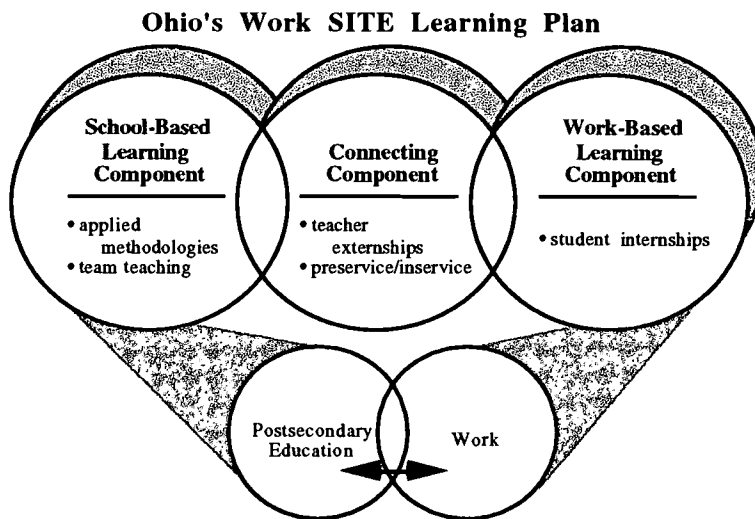 Ohio's Work SITE Learning Plan
School-Based
Learning
Component
• applied
methodologies
• team teaching
Connecting
Component
• teacher
externships
• preservice/inservice
Work-Based
Learning
Component
• student internships
Postsecondary
Education
Work